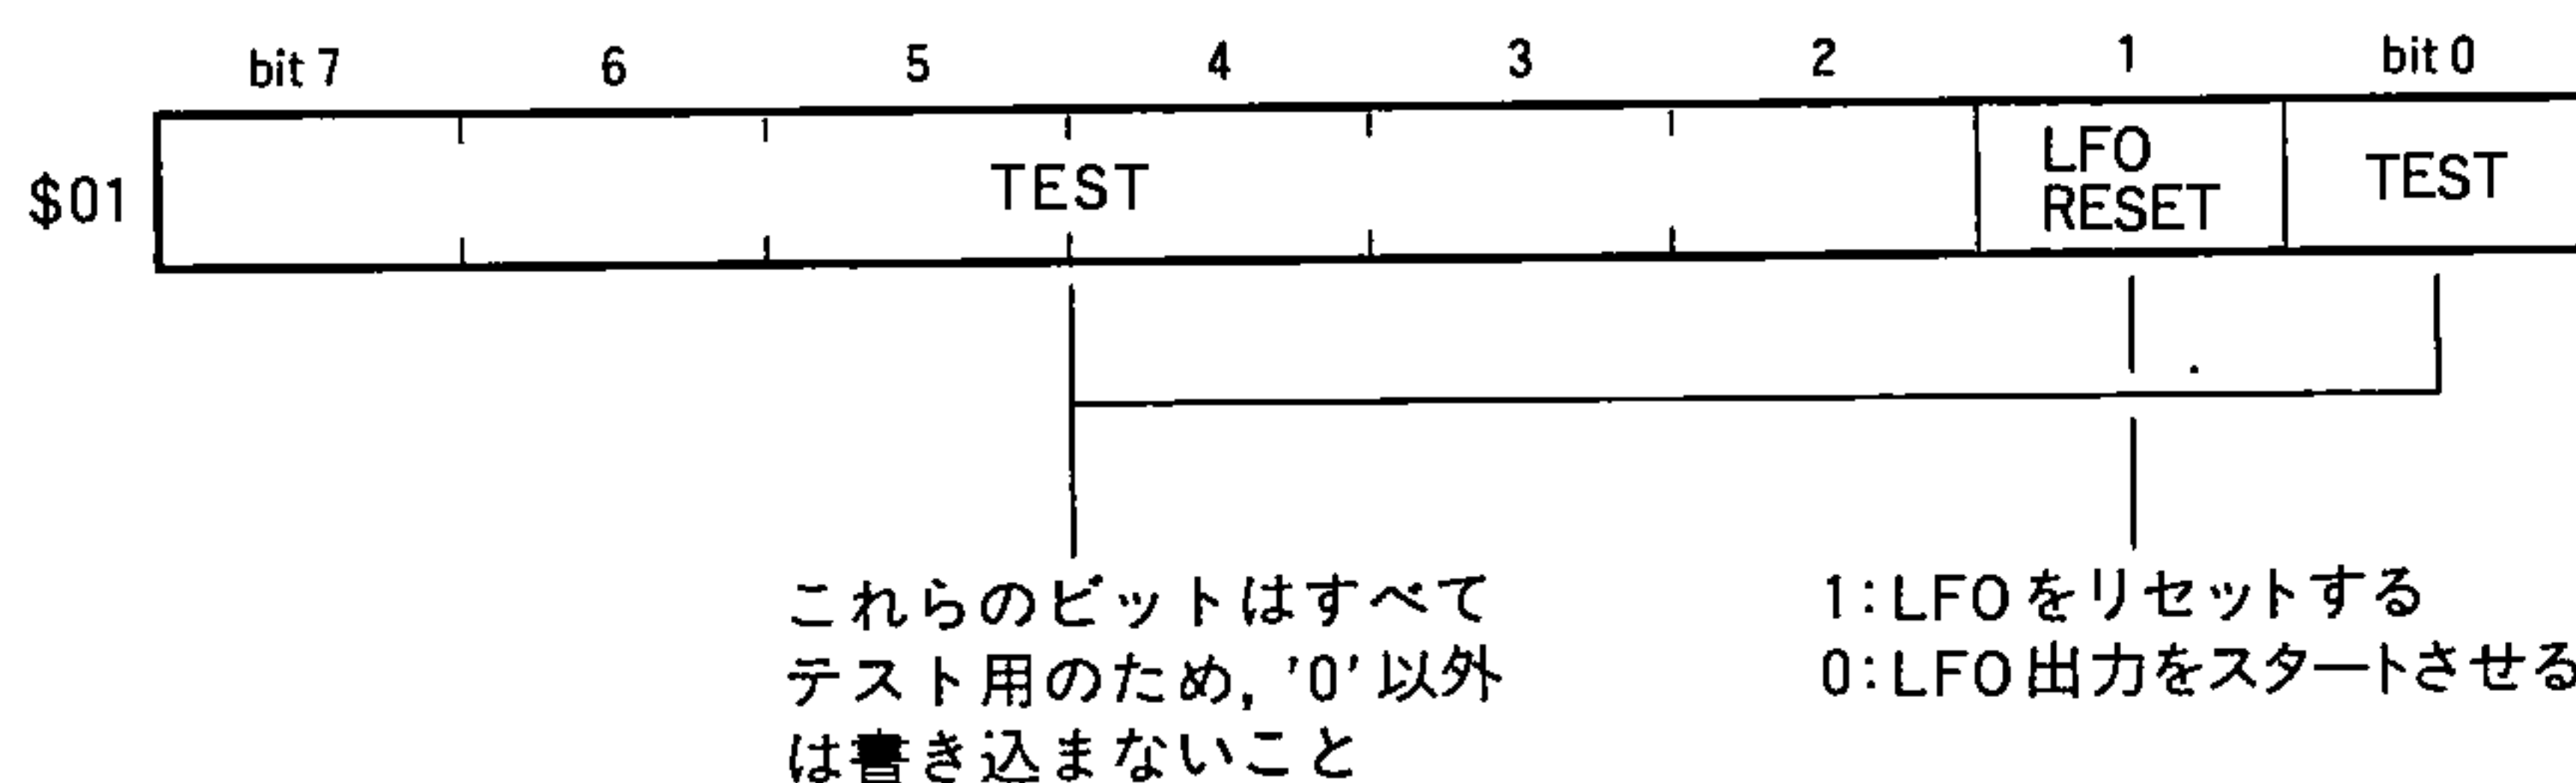 bit 7 6 5 4 3 2 1 bit 0
$01 TEST LFO RESET TEST
これらのビットはすべて
テスト用のため, '0' 以外
は書き込まないこと
1:LFOをリセットする
0:LFO出力をスタートさせる